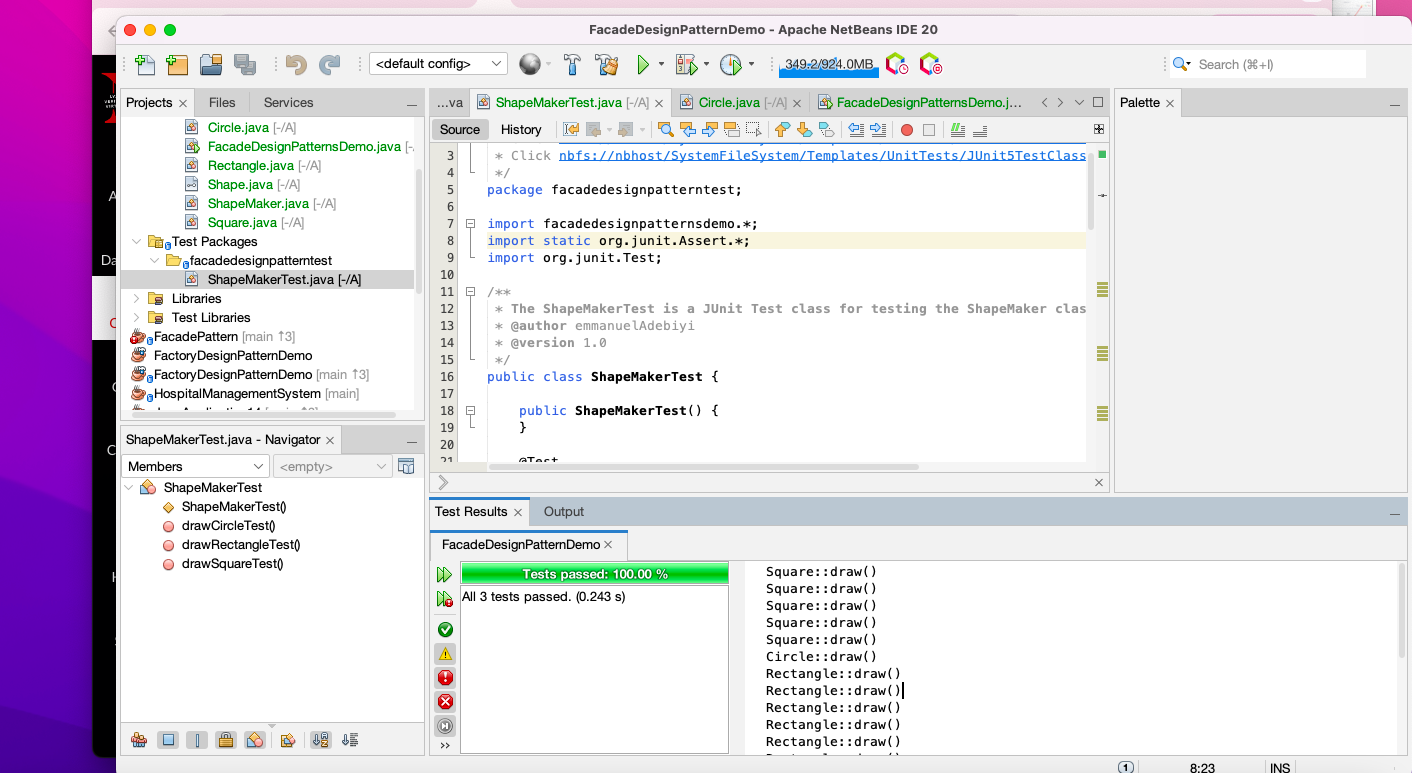 FacadeDesignPatternDemo - Apache NetBeans IDE 20
<default config>
349.2/924.0MB
Search (⌘+I)
Projects
Files
Services
Circle.java [-/A]
FacadeDesignPatternsDemo.java [-
Rectangle.java [-/A]
Shape.java [-/A]
ShapeMaker.java [-/A]
Square.java [-/A]
Test Packages
facadedesignpatterntest
ShapeMakerTest.java [-/A]
Libraries
Test Libraries
FacadePattern [main ↑3]
FactoryDesignPatternDemo
FactoryDesignPatternDemo [main ↑3]
HospitalManagementSystem [main]
...va
ShapeMakerTest.java [-/A]
Circle.java [-/A]
FacadeDesignPatternsDemo.j...
Source
History
3 * Click nbfs://nbhost/SystemFileSystem/Templates/UnitTests/JUnit5TestClass
4 */
5 package facadedesignpatterntest;
6
7 import facadedesignpatternsdemo.*;
8 import static org.junit.Assert.*;
9 import org.junit.Test;
10
11 /**
12 * The ShapeMakerTest is a JUnit Test class for testing the ShapeMaker clas
13 * @author emmanuelAdebiyi
14 * @version 1.0
15 */
16 public class ShapeMakerTest {
17
18 public ShapeMakerTest() {
19 }
20
21 @Test
Palette
ShapeMakerTest.java - Navigator
Members
<empty>
ShapeMakerTest
ShapeMakerTest()
drawCircleTest()
drawRectangleTest()
drawSquareTest()
Test Results
Output
FacadeDesignPatternDemo
Tests passed: 100.00 %
All 3 tests passed. (0.243 s)
Square::draw()
Square::draw()
Square::draw()
Square::draw()
Square::draw()
Circle::draw()
Rectangle::draw()
Rectangle::draw()
Rectangle::draw()
Rectangle::draw()
Rectangle::draw()
1
8:23
INS